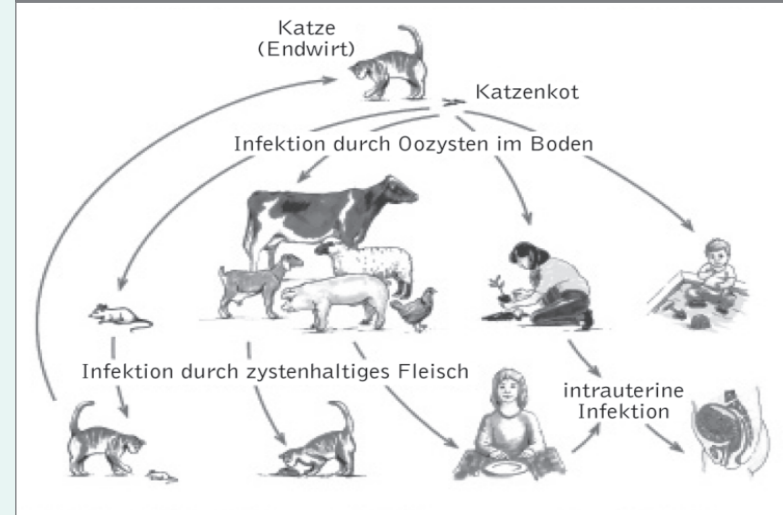 Katze
(Endwirt)
Katzenkot
Infektion durch Oozysten im Boden
Infektion durch zystenhaltiges Fleisch
intrauterine
Infektion